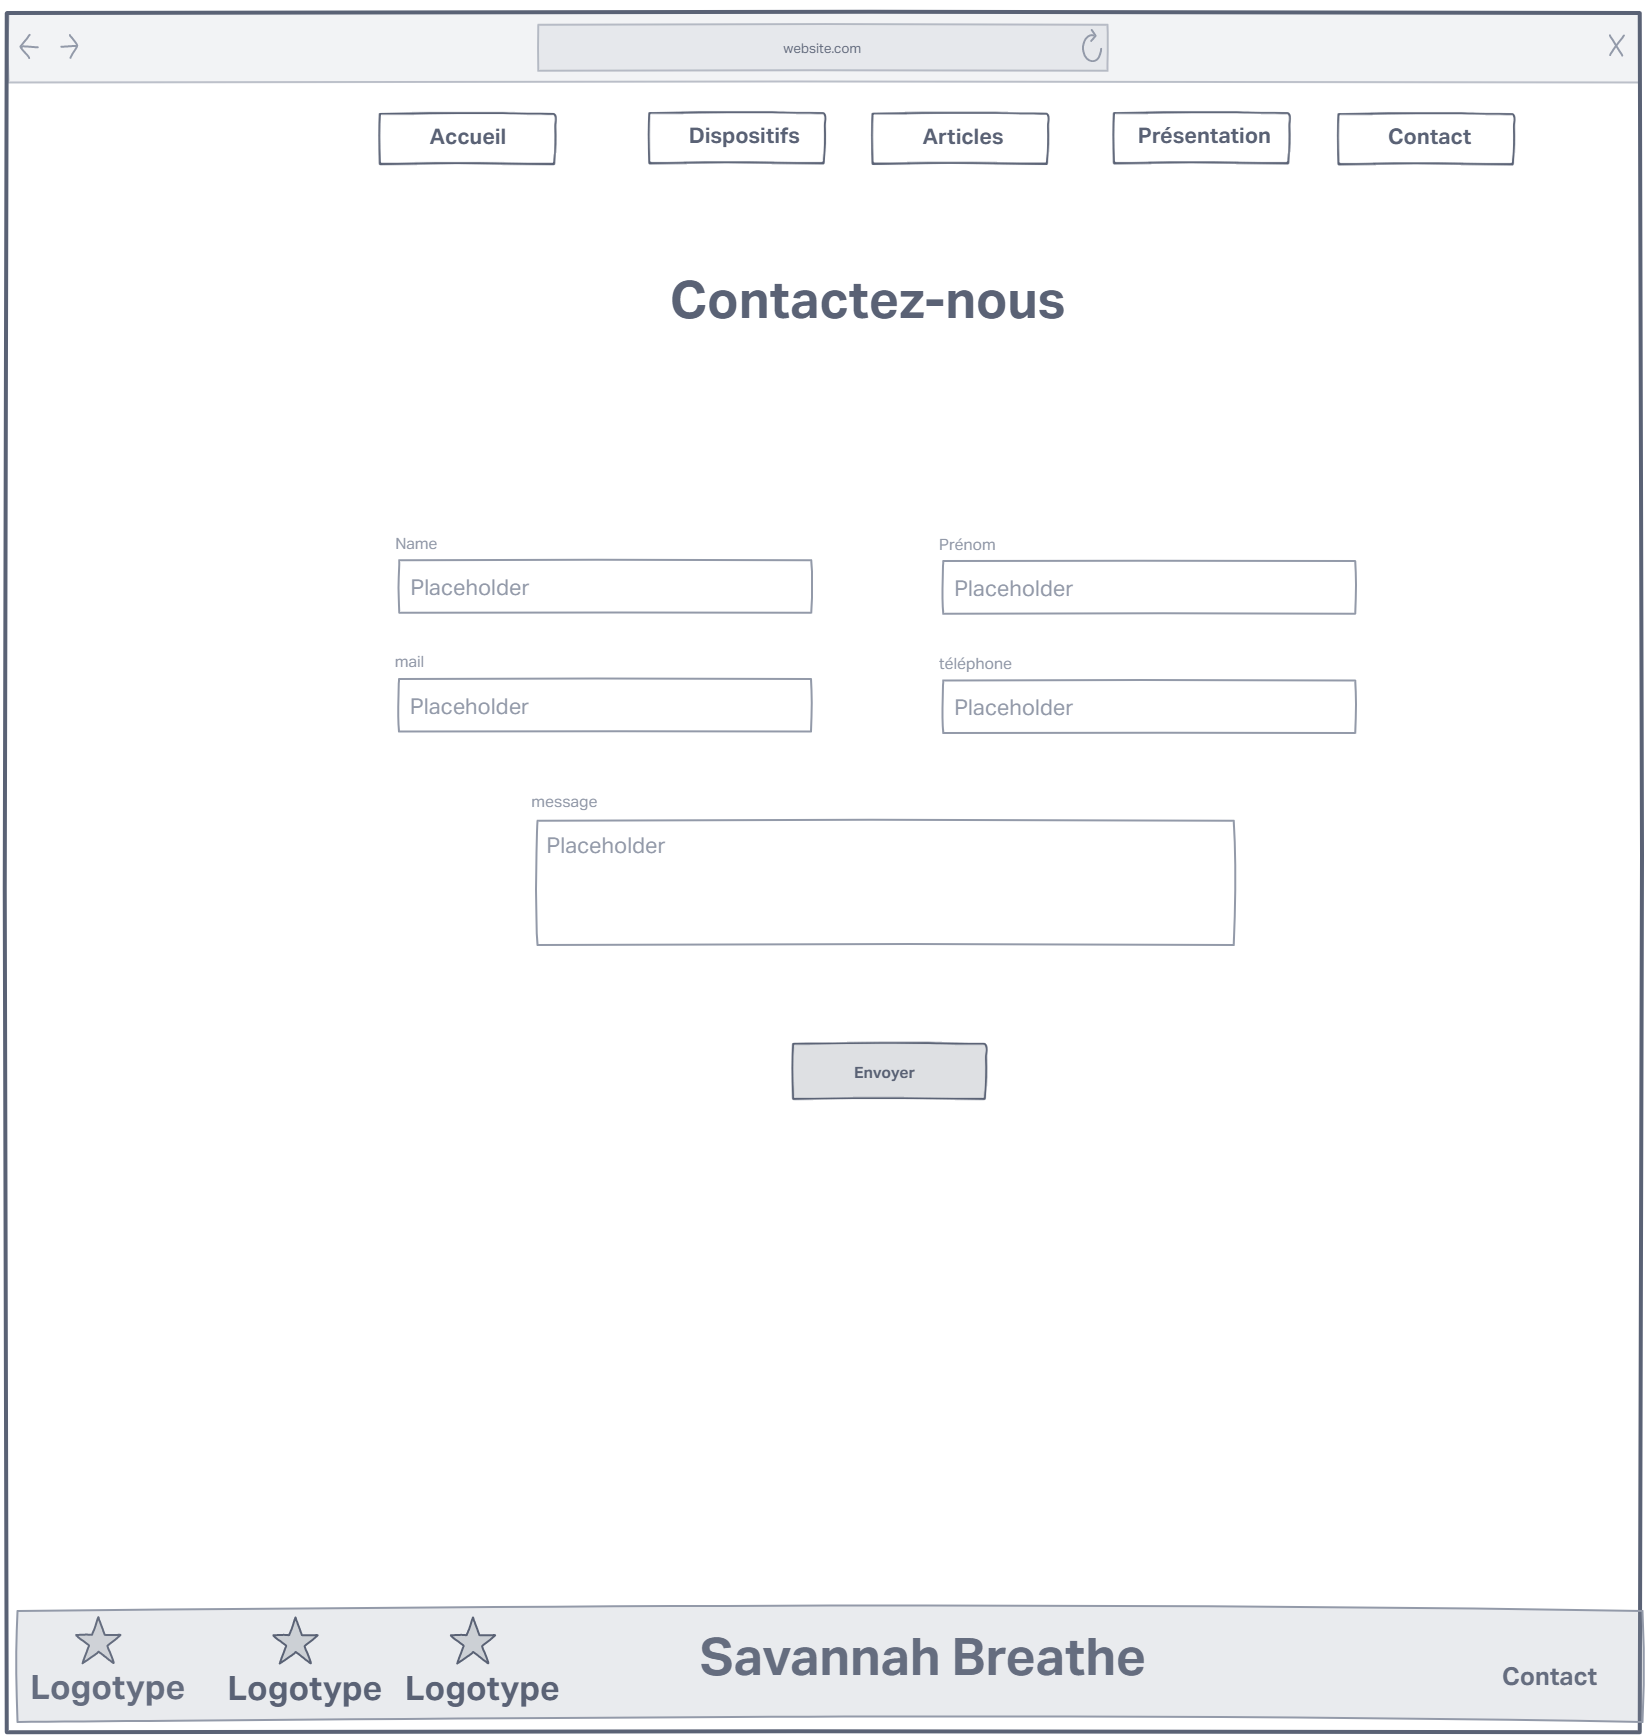 website.com
Accueil
Dispositifs
Articles
Présentation
Contact
Contactez-nous
Name
Prénom
Placeholder
Placeholder
mail
téléphone
Placeholder
Placeholder
message
Placeholder
Envoyer
Logotype
Logotype
Logotype
Savannah Breathe
Contact